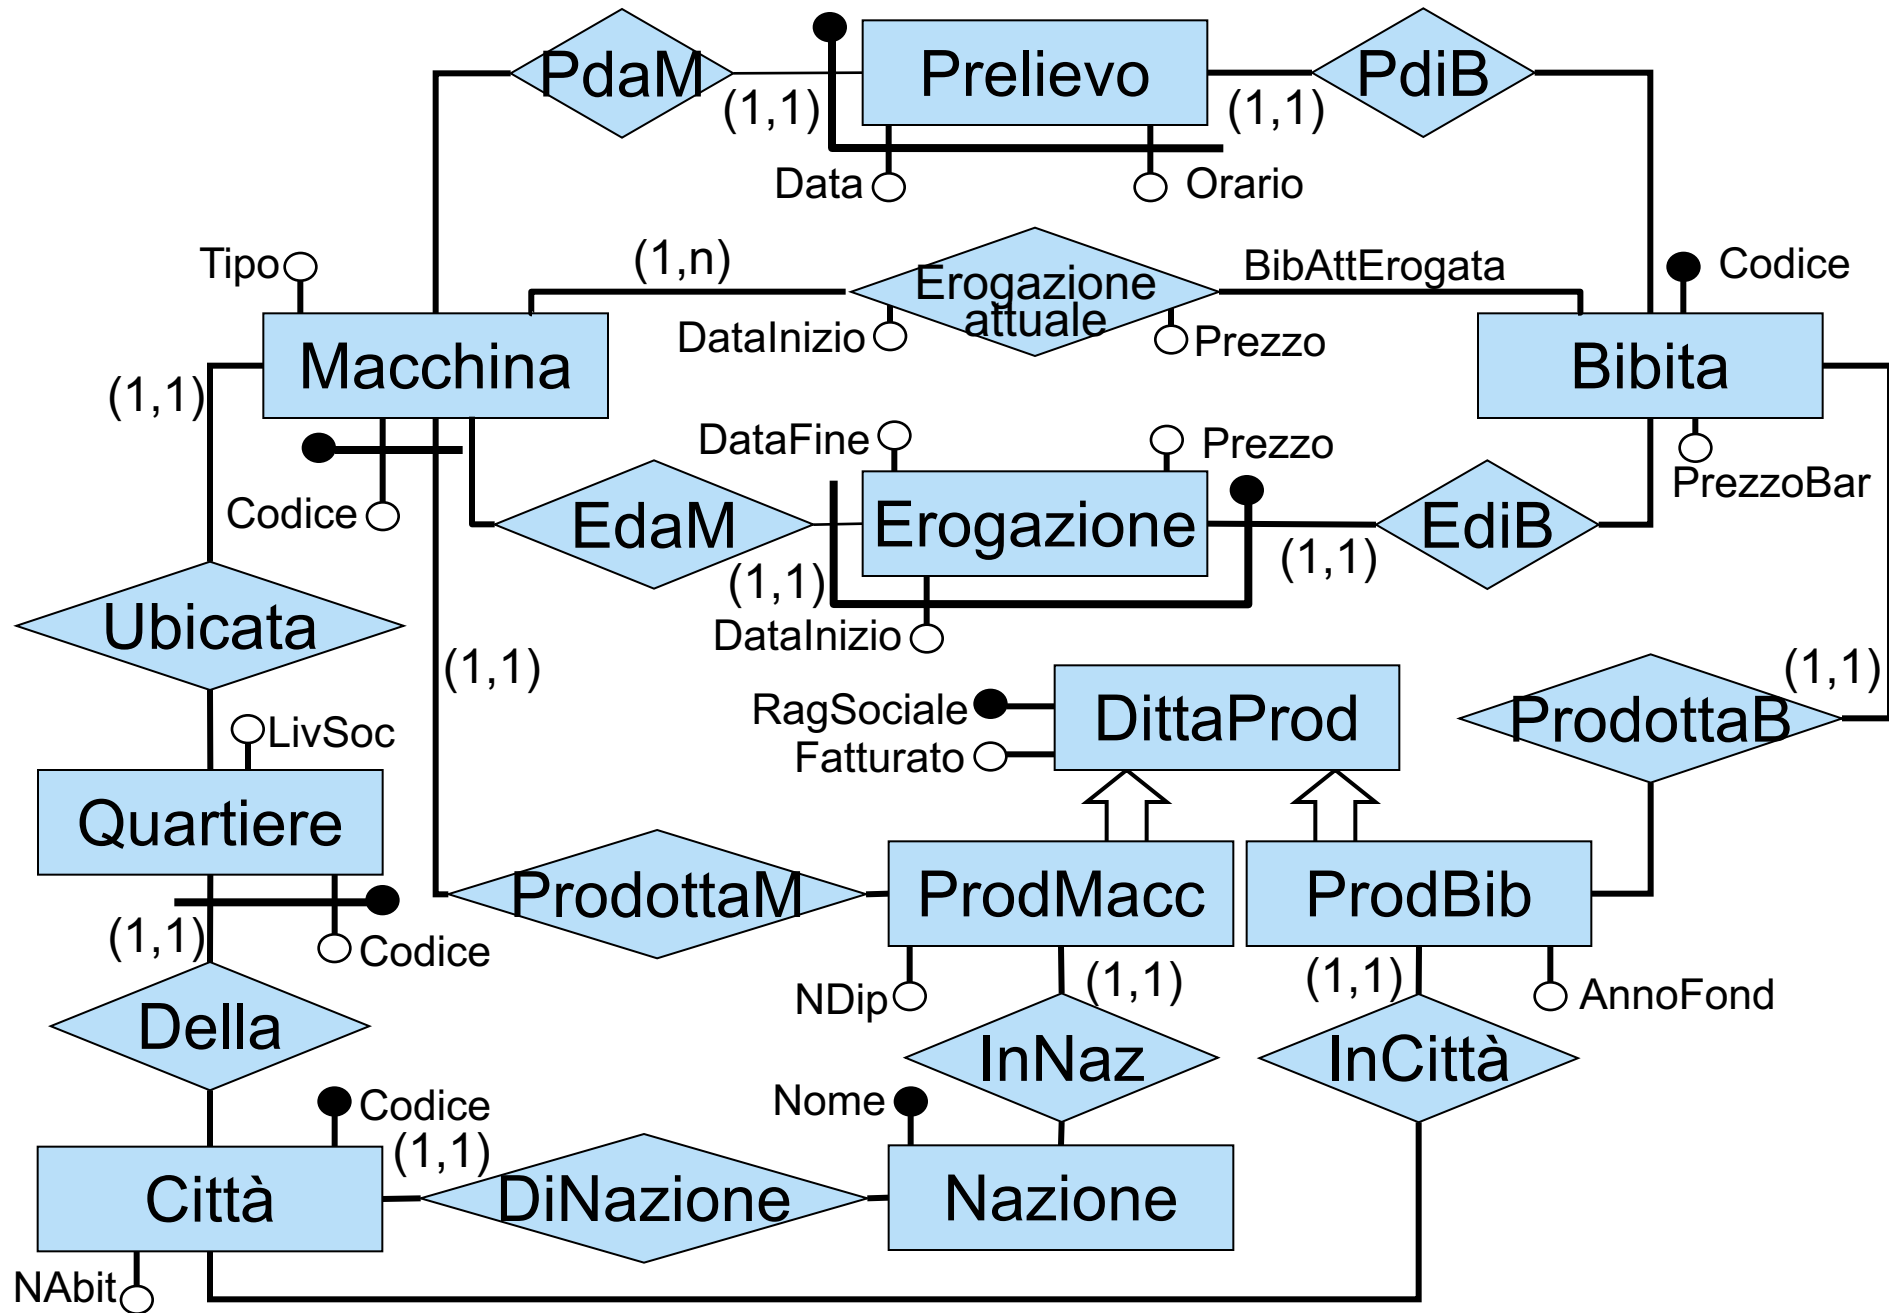 PdaM
Prelievo
PdiB
(1,1)
(1,1)
Data
Orario
Tipo
(1,n)
Erogazione
attuale
BibAttErogata
Codice
DataInizio
Prezzo
Macchina
Bibita
(1,1)
DataFine
Prezzo
PrezzoBar
Codice
EdaM
Erogazione
EdiB
(1,1)
(1,1)
DataInizio
Ubicata
(1,1)
(1,1)
RagSociale
DittaProd
ProdottaB
Fatturato
LivSoc
Quartiere
ProdottaM
ProdMacc
ProdBib
(1,1)
Codice
NDip
(1,1)
(1,1)
AnnoFond
Della
InNaz
InCittà
Codice
Nome
(1,1)
Città
DiNazione
Nazione
NAbit